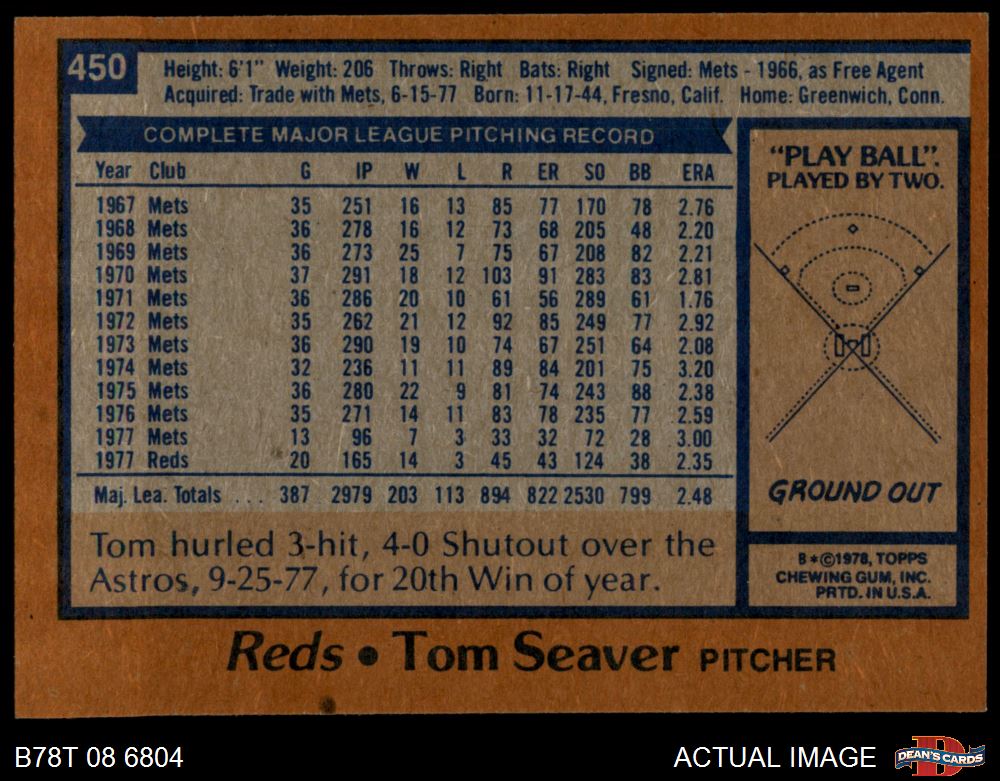 450
Height: 6'1" Weight: 206 Throws: Right Bats: Right Signed: Mets - 1966, as Free Agent
Acquired: Trade with Mets, 6-15-77 Born: 11-17-44, Fresno, Calif. Home: Greenwich, Conn.
COMPLETE MAJOR LEAGUE PITCHING RECORD
Year Club G IP W L R ER SO BB ERA
1967 Mets 35 251 16 13 85 77 170 78 2.76
1968 Mets 36 278 16 12 73 68 205 48 2.20
1969 Mets 36 273 25 7 75 67 208 82 2.21
1970 Mets 37 291 18 12 103 91 283 83 2.81
1971 Mets 36 286 20 10 61 56 289 61 1.76
1972 Mets 35 262 21 12 92 85 249 77 2.92
1973 Mets 36 290 19 10 74 67 251 64 2.08
1974 Mets 32 236 11 11 89 84 201 75 3.20
1975 Mets 36 280 22 9 81 74 243 88 2.38
1976 Mets 35 271 14 11 83 78 235 77 2.59
1977 Mets 13 96 7 3 33 32 72 28 3.00
1977 Reds 20 165 14 3 45 43 124 38 2.35
Maj. Lea. Totals ... 387 2979 203 113 894 822 2530 799 2.48
Tom hurled 3-hit, 4-0 Shutout over the
Astros, 9-25-77, for 20th Win of year.
"PLAY BALL".
PLAYED BY TWO.
GROUND OUT
B*©1978, TOPPS
CHEWING GUM, INC.
PRTD. IN U.S.A.
Reds • Tom Seaver PITCHER
B78T 08 6804
ACTUAL IMAGE
D
DEAN'S CARDS